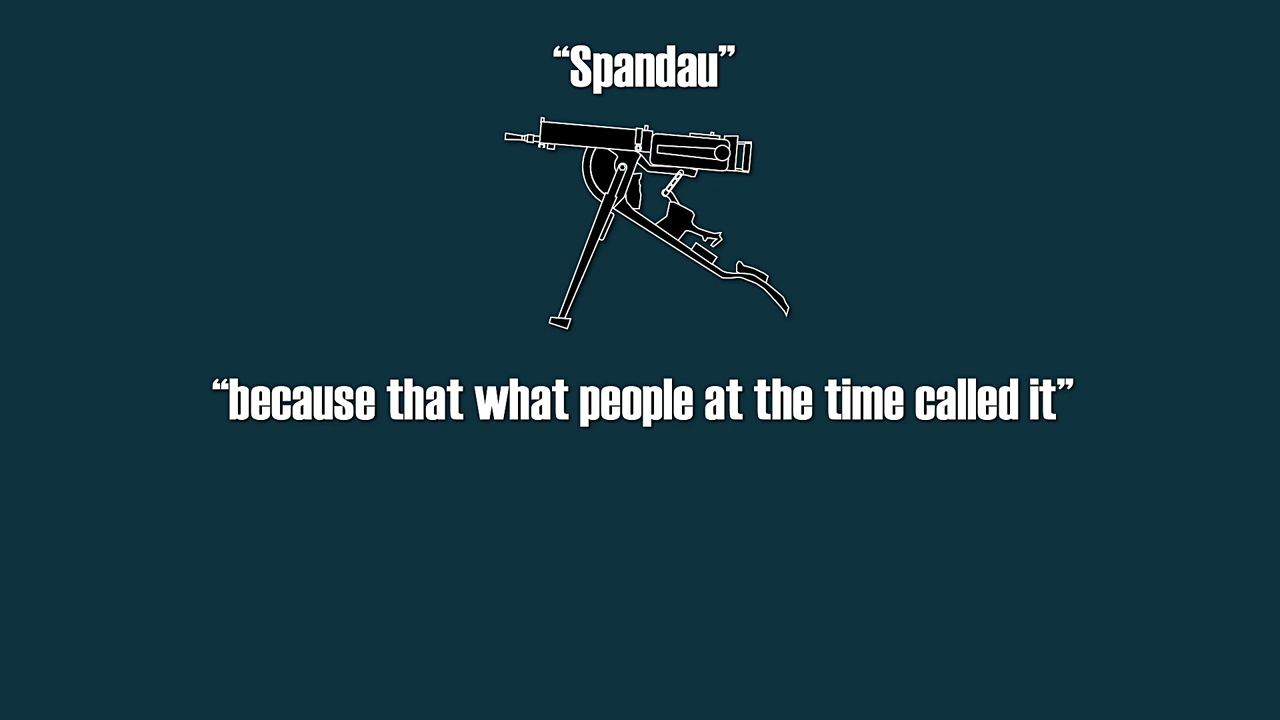 “Spandau”
“because that what people at the time called it”